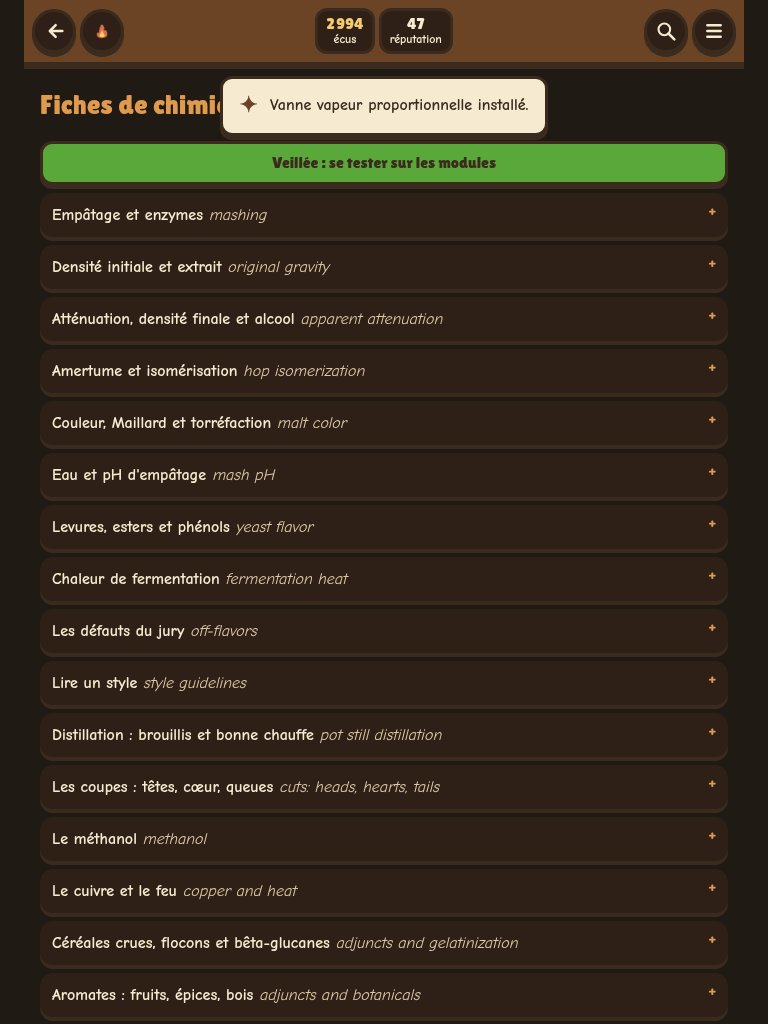 2994
écus
47
réputation
Fiches de chimie
Vanne vapeur proportionnelle installé.
Veillée : se tester sur les modules
Empâtage et enzymes mashing +
Densité initiale et extrait original gravity +
Atténuation, densité finale et alcool apparent attenuation +
Amertume et isomérisation hop isomerization +
Couleur, Maillard et torréfaction malt color +
Eau et pH d'empâtage mash pH +
Levures, esters et phénols yeast flavor +
Chaleur de fermentation fermentation heat +
Les défauts du jury off-flavors +
Lire un style style guidelines +
Distillation : brouillis et bonne chauffe pot still distillation +
Les coupes : têtes, cœur, queues cuts: heads, hearts, tails +
Le méthanol methanol +
Le cuivre et le feu copper and heat +
Céréales crues, flocons et bêta-glucanes adjuncts and gelatinization +
Aromates : fruits, épices, bois adjuncts and botanicals +